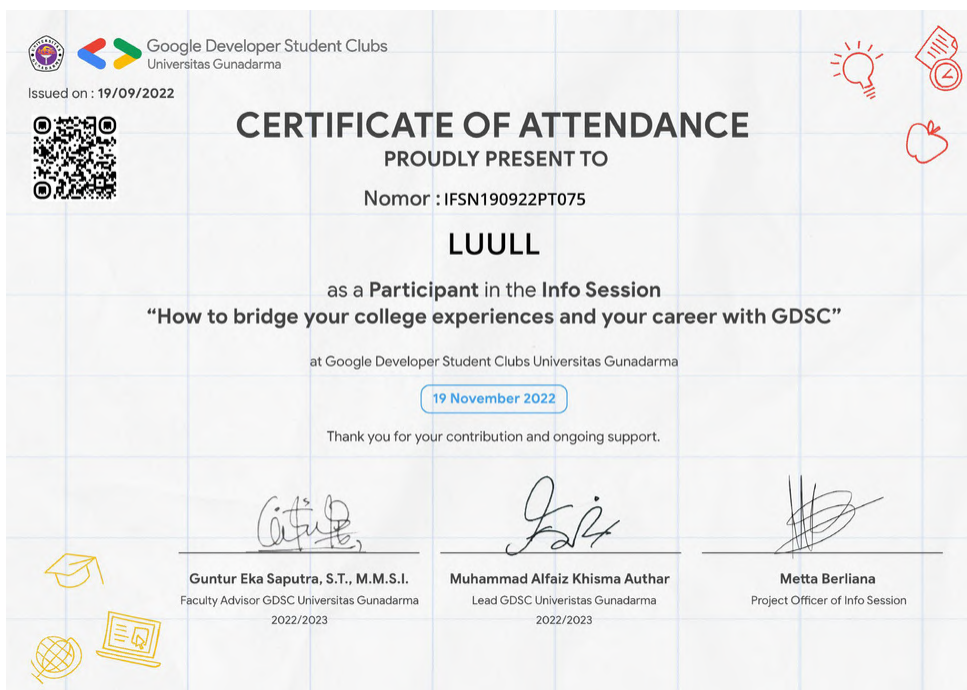 Google Developer Student Clubs
Universitas Gunadarma
Issued on : 19/09/2022
CERTIFICATE OF ATTENDANCE
PROUDLY PRESENT TO
Nomor : IFSN190922PT075
LUULL
as a Participant in the Info Session
“How to bridge your college experiences and your career with GDSC”
at Google Developer Student Clubs Universitas Gunadarma
19 November 2022
Thank you for your contribution and ongoing support.
Guntur Eka Saputra, S.T., M.M.S.I.
Faculty Advisor GDSC Universitas Gunadarma
2022/2023
Muhammad Alfaiz Khisma Authar
Lead GDSC Univeristas Gunadarma
2022/2023
Metta Berliana
Project Officer of Info Session